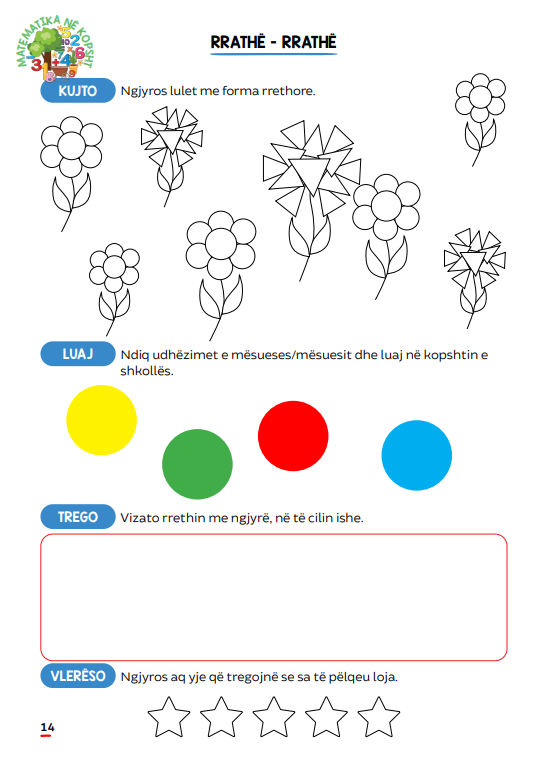 MATEMATIKA NË KOPSHT
RRATHË - RRATHË
KUJTO
Ngjyros lulet me forma rrethore.
LUAJ
Ndiq udhëzimet e mësueses/mësuesit dhe luaj në kopshtin e
shkollës.
TREGO
Vizato rrethin me ngjyrë, në të cilin ishe.
VLERËSO
Ngjyros aq yje që tregojnë se sa të pëlqeu loja.
14